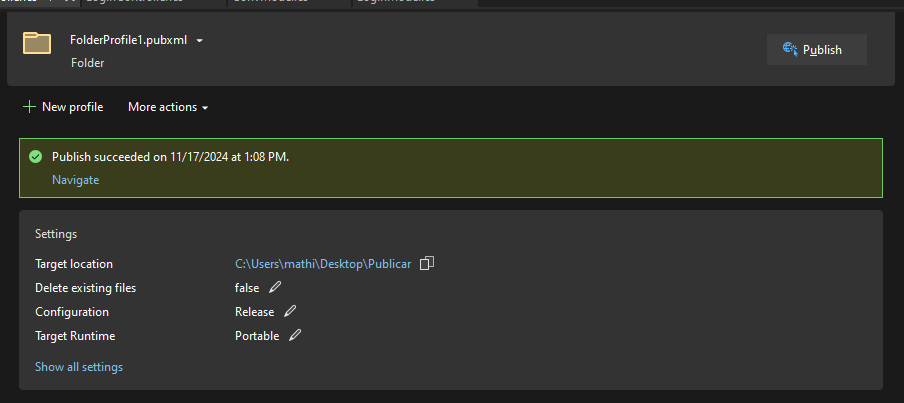 FolderProfile1.pubxml
Folder
Publish
New profile
More actions
Publish succeeded on 11/17/2024 at 1:08 PM.
Navigate
Settings
Target location C:\Users\mathi\Desktop\Publicar
Delete existing files false
Configuration Release
Target Runtime Portable
Show all settings